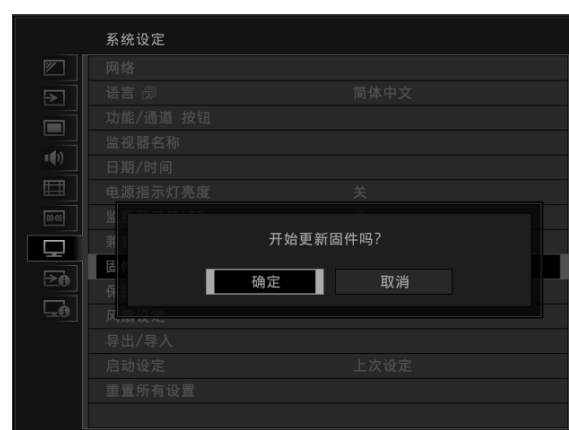 系统设定
网络
语言 简体中文
功能/通道 按钮
监视器名称
日期/时间
电源指示灯亮度 关
开始更新固件吗?
确定 取消
风扇设定
导出/导入
启动设定 上次设定
重置所有设置
00:00